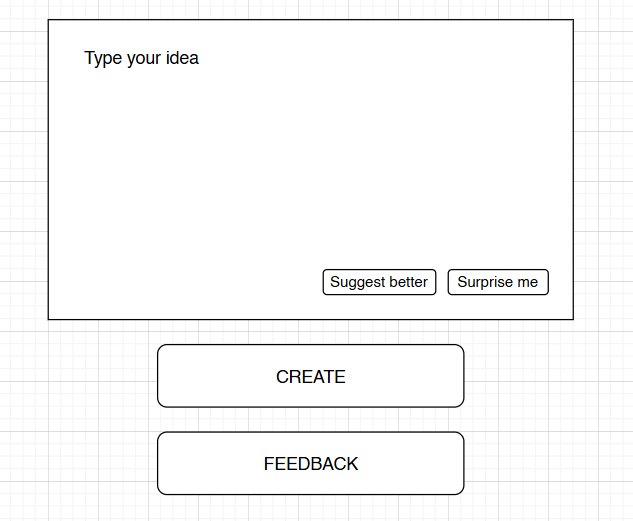 Type your idea
Suggest better
Surprise me
CREATE
FEEDBACK